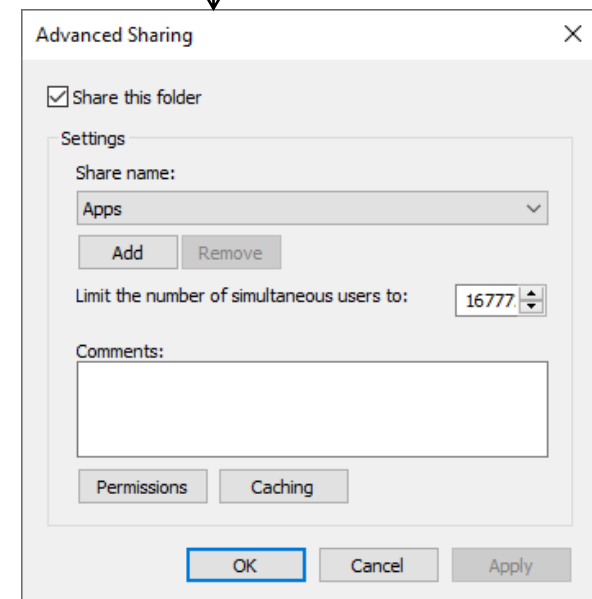 Advanced Sharing
Share this folder
Settings
Share name:
Apps
Add Remove
Limit the number of simultaneous users to: 16777
Comments:
Permissions Caching
OK Cancel Apply